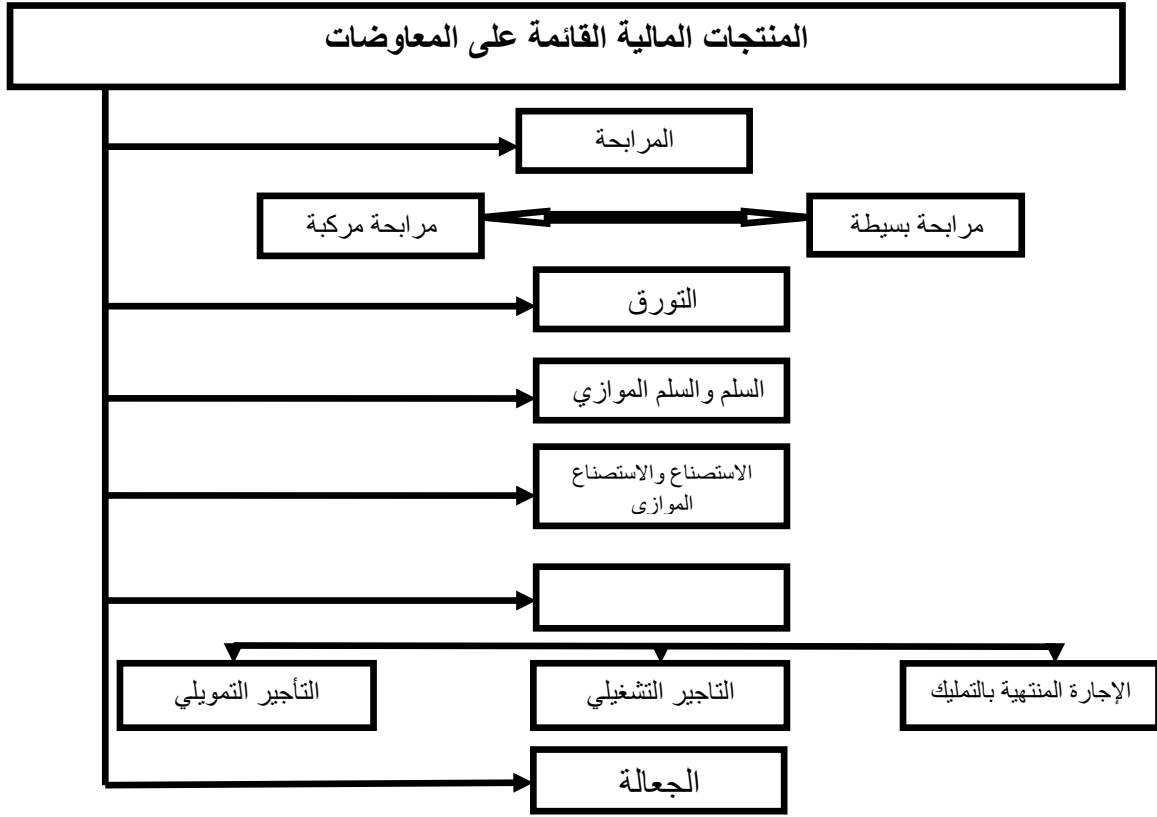 المنتجات المالية القائمة على المعاوضات
المرابحة
مرابحة بسيطة
مرابحة مركبة
التورق
السلم والسلم الموازي
الاستصناع والاستصناع
الموازي
الإجارة المنتهية بالتمليك
التاجير التشغيلي
التأجير التمويلي
الجعالة